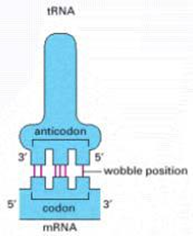 tRNA
anticodon
3' 5'
wobble position
5' codon 3'
mRNA